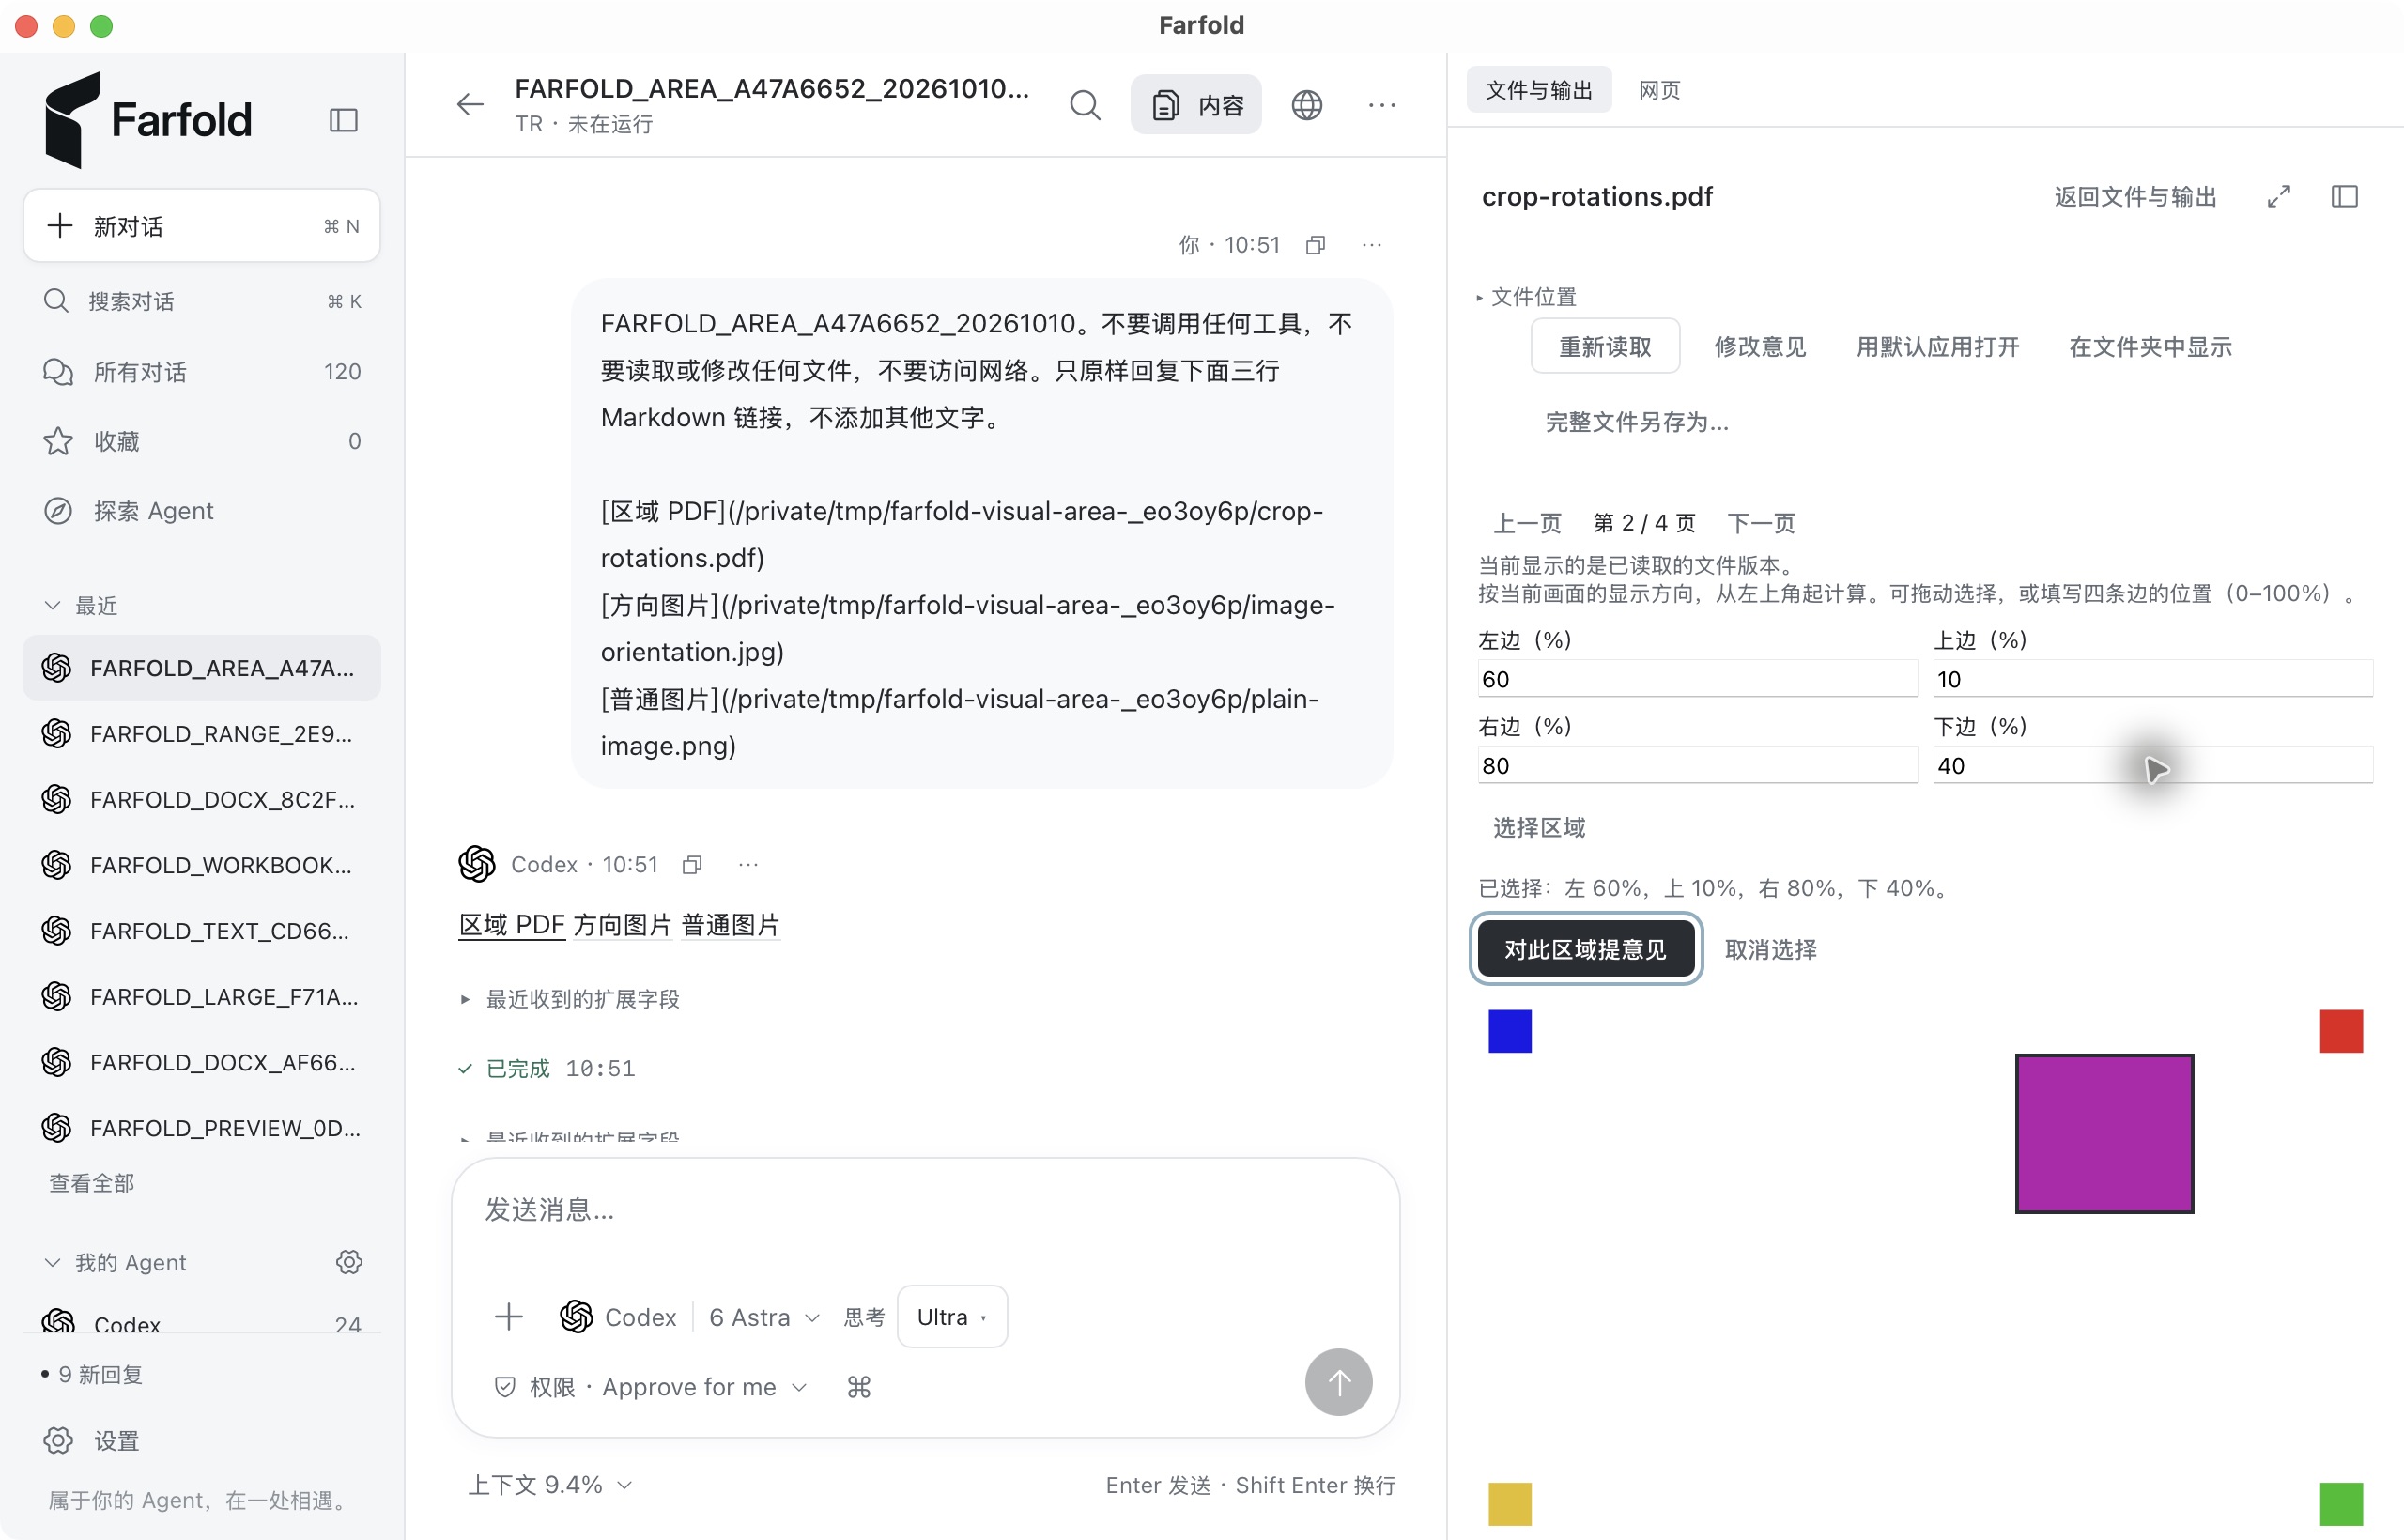 Farfold
Farfold
新对话
⌘ N
搜索对话
⌘ K
所有对话
120
收藏
0
探索 Agent
最近
FARFOLD_AREA_A47A...
FARFOLD_RANGE_2E9...
FARFOLD_DOCX_8C2F...
FARFOLD_WORKBOOK...
FARFOLD_TEXT_CD66...
FARFOLD_LARGE_F71A...
FARFOLD_DOCX_AF66...
FARFOLD_PREVIEW_0D...
查看全部
我的 Agent
Codex
24
9 新回复
设置
属于你的 Agent，在一处相遇。
FARFOLD_AREA_A47A6652_20261010...
TR · 未在运行
内容
你 · 10:51
FARFOLD_AREA_A47A6652_20261010。不要调用任何工具，不
要读取或修改任何文件，不要访问网络。只原样回复下面三行
Markdown 链接，不添加其他文字。
[区域 PDF](/private/tmp/farfold-visual-area-_eo3oy6p/crop-
rotations.pdf)
[方向图片](/private/tmp/farfold-visual-area-_eo3oy6p/image-
orientation.jpg)
[普通图片](/private/tmp/farfold-visual-area-_eo3oy6p/plain-
image.png)
Codex · 10:51
区域 PDF 方向图片 普通图片
最近收到的扩展字段
已完成 10:51
最近收到的扩展字段
发送消息...
Codex
6 Astra
思考
Ultra
权限 · Approve for me
⌘
上下文 9.4%
Enter 发送 · Shift Enter 换行
文件与输出
网页
crop-rotations.pdf
返回文件与输出
文件位置
重新读取
修改意见
用默认应用打开
在文件夹中显示
完整文件另存为...
上一页
第 2 / 4 页
下一页
当前显示的是已读取的文件版本。
按当前画面的显示方向，从左上角起计算。可拖动选择，或填写四条边的位置（0–100%）。
左边（%）
上边（%）
60
10
右边（%）
下边（%）
80
40
选择区域
已选择：左 60%，上 10%，右 80%，下 40%。
对此区域提意见
取消选择